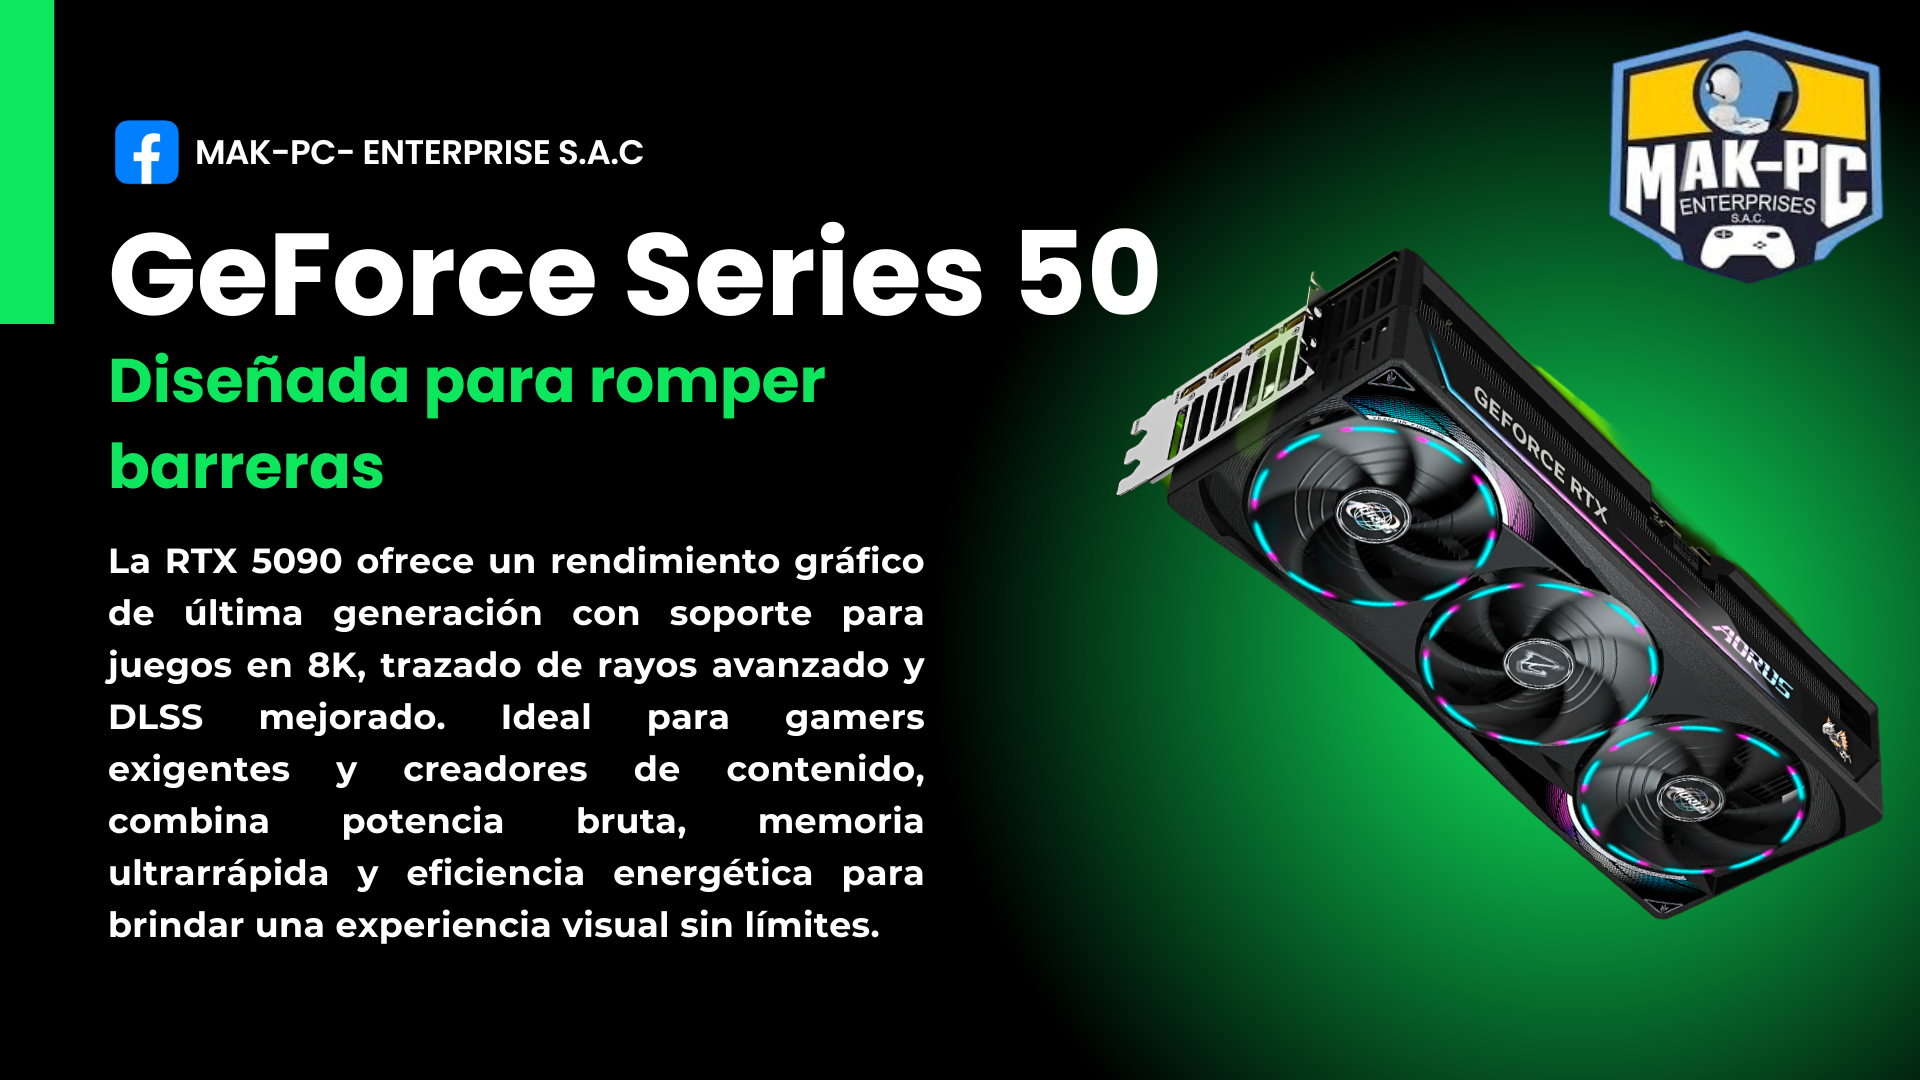 MAK-PC- ENTERPRISE S.A.C
MAK-PC
ENTERPRISES
S.A.C.
GeForce Series 50
Diseñada para romper
barreras
La RTX 5090 ofrece un rendimiento gráfico
de última generación con soporte para
juegos en 8K, trazado de rayos avanzado y
DLSS mejorado. Ideal para gamers
exigentes y creadores de contenido,
combina potencia bruta, memoria
ultrarrápida y eficiencia energética para
brindar una experiencia visual sin límites.
GEFORCE RTX
AORUS
AORUS